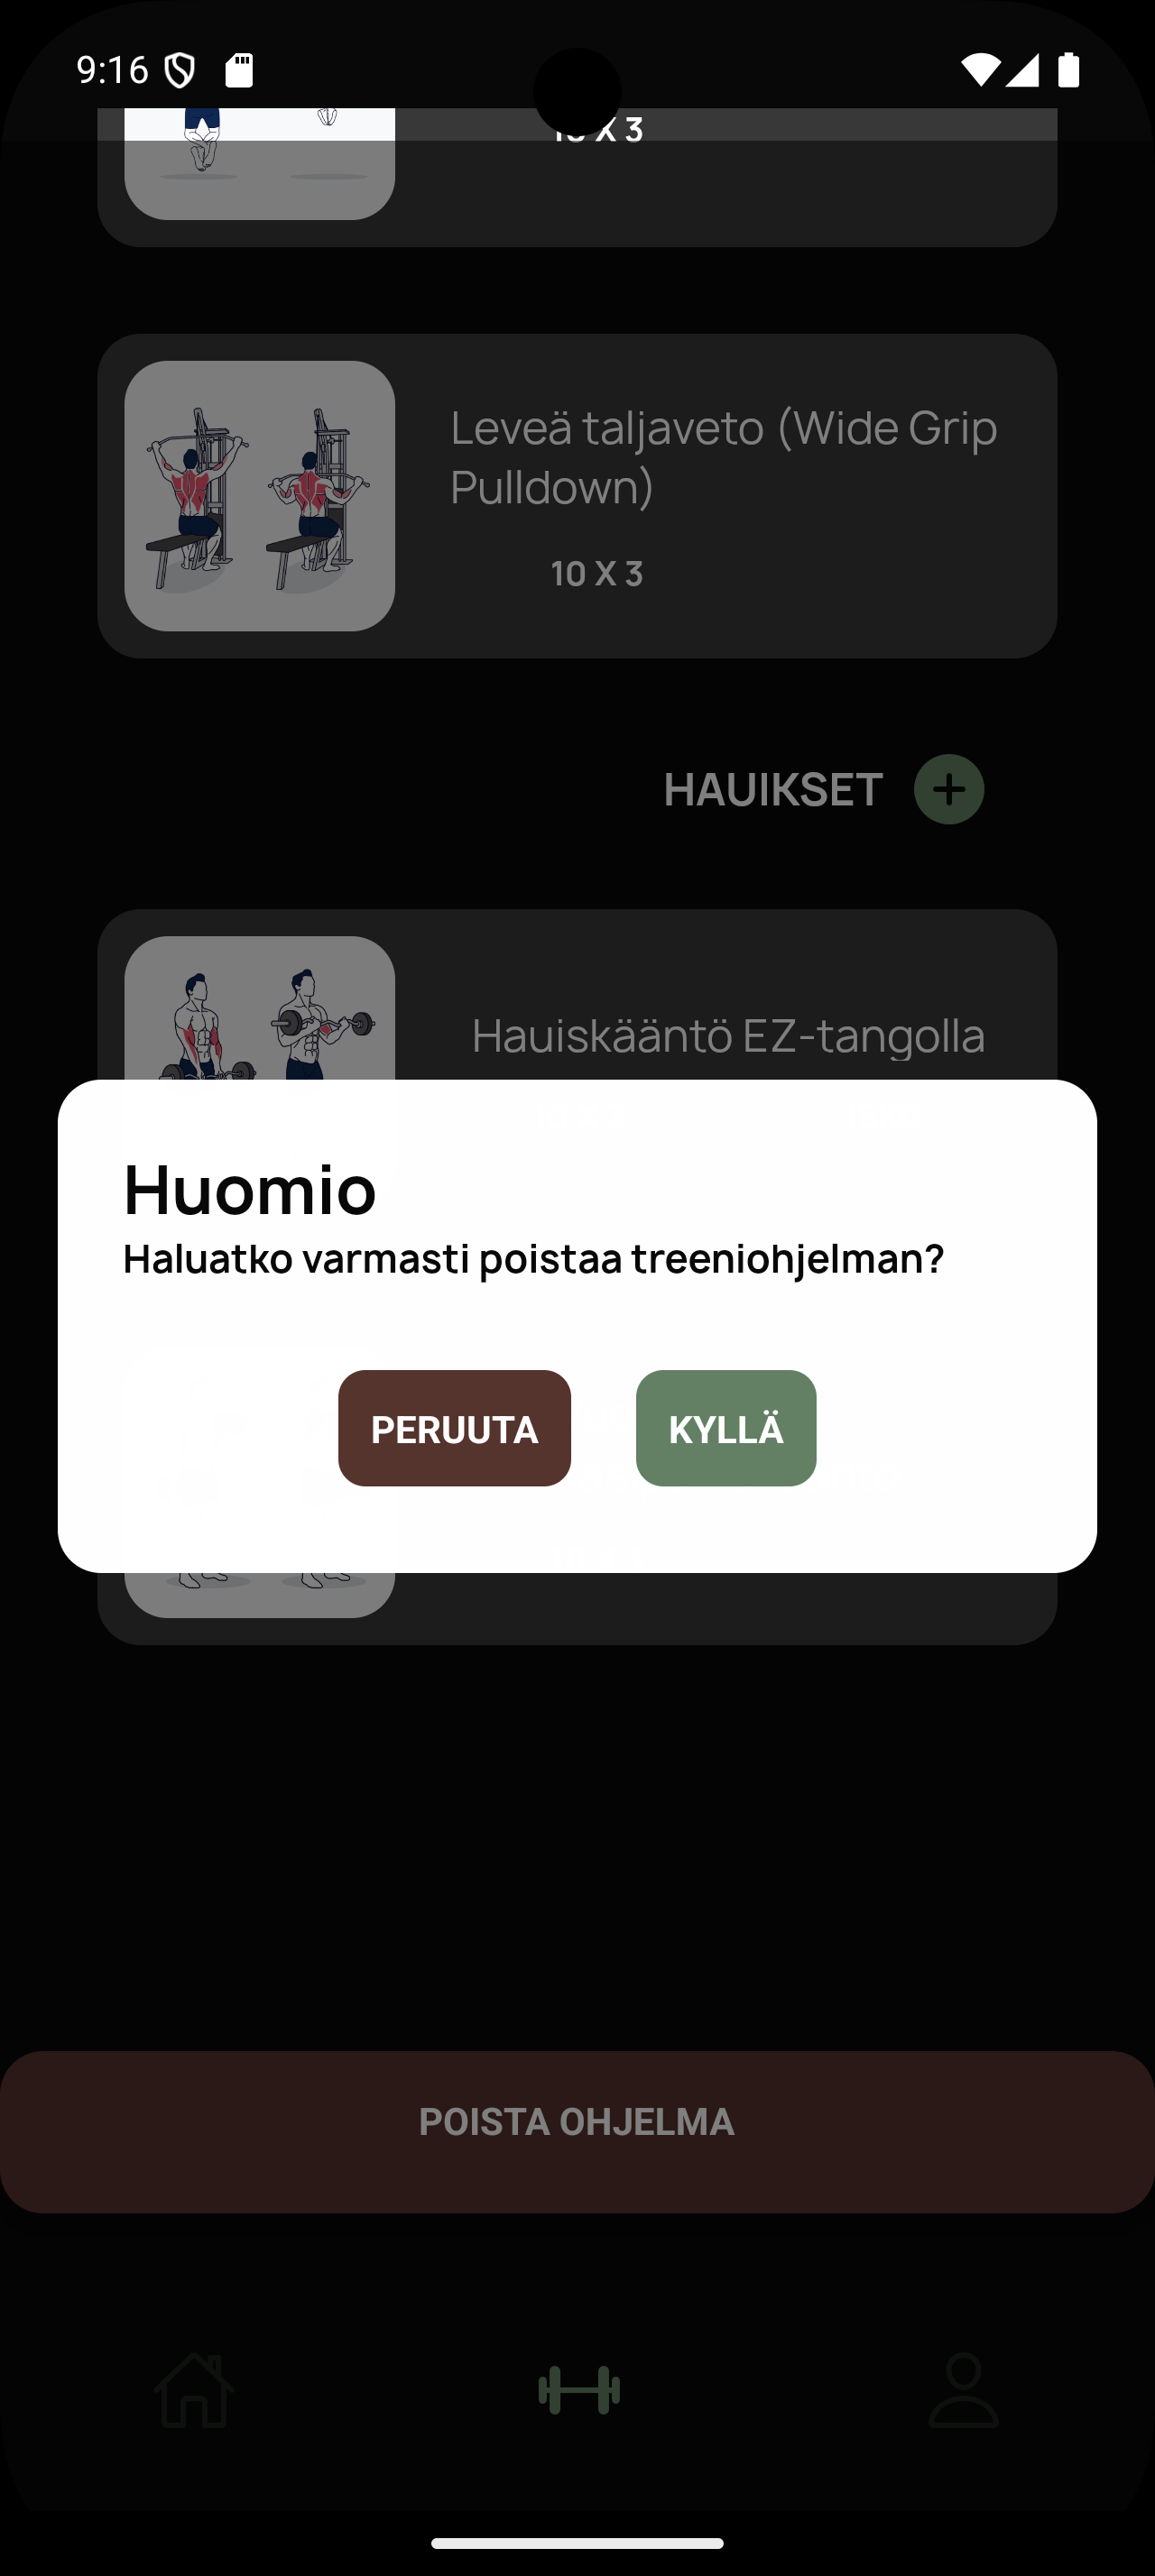 9:16
10 X 3
Leveä taljaveto (Wide Grip
Pulldown)
10 X 3
HAUIKSET
Hauiskääntö EZ-tangolla
Huomio
Haluatko varmasti poistaa treeniohjelman?
PERUUTA
KYLLÄ
POISTA OHJELMA